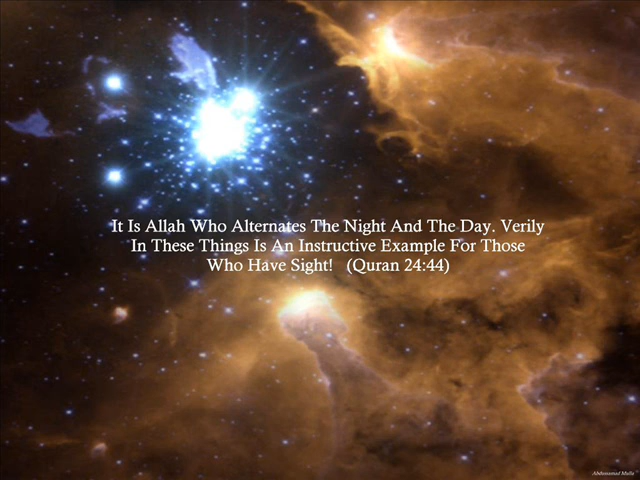 It Is Allah Who Alternates The Night And The Day. Verily
In These Things Is An Instructive Example For Those
Who Have Sight!   (Quran 24:44)